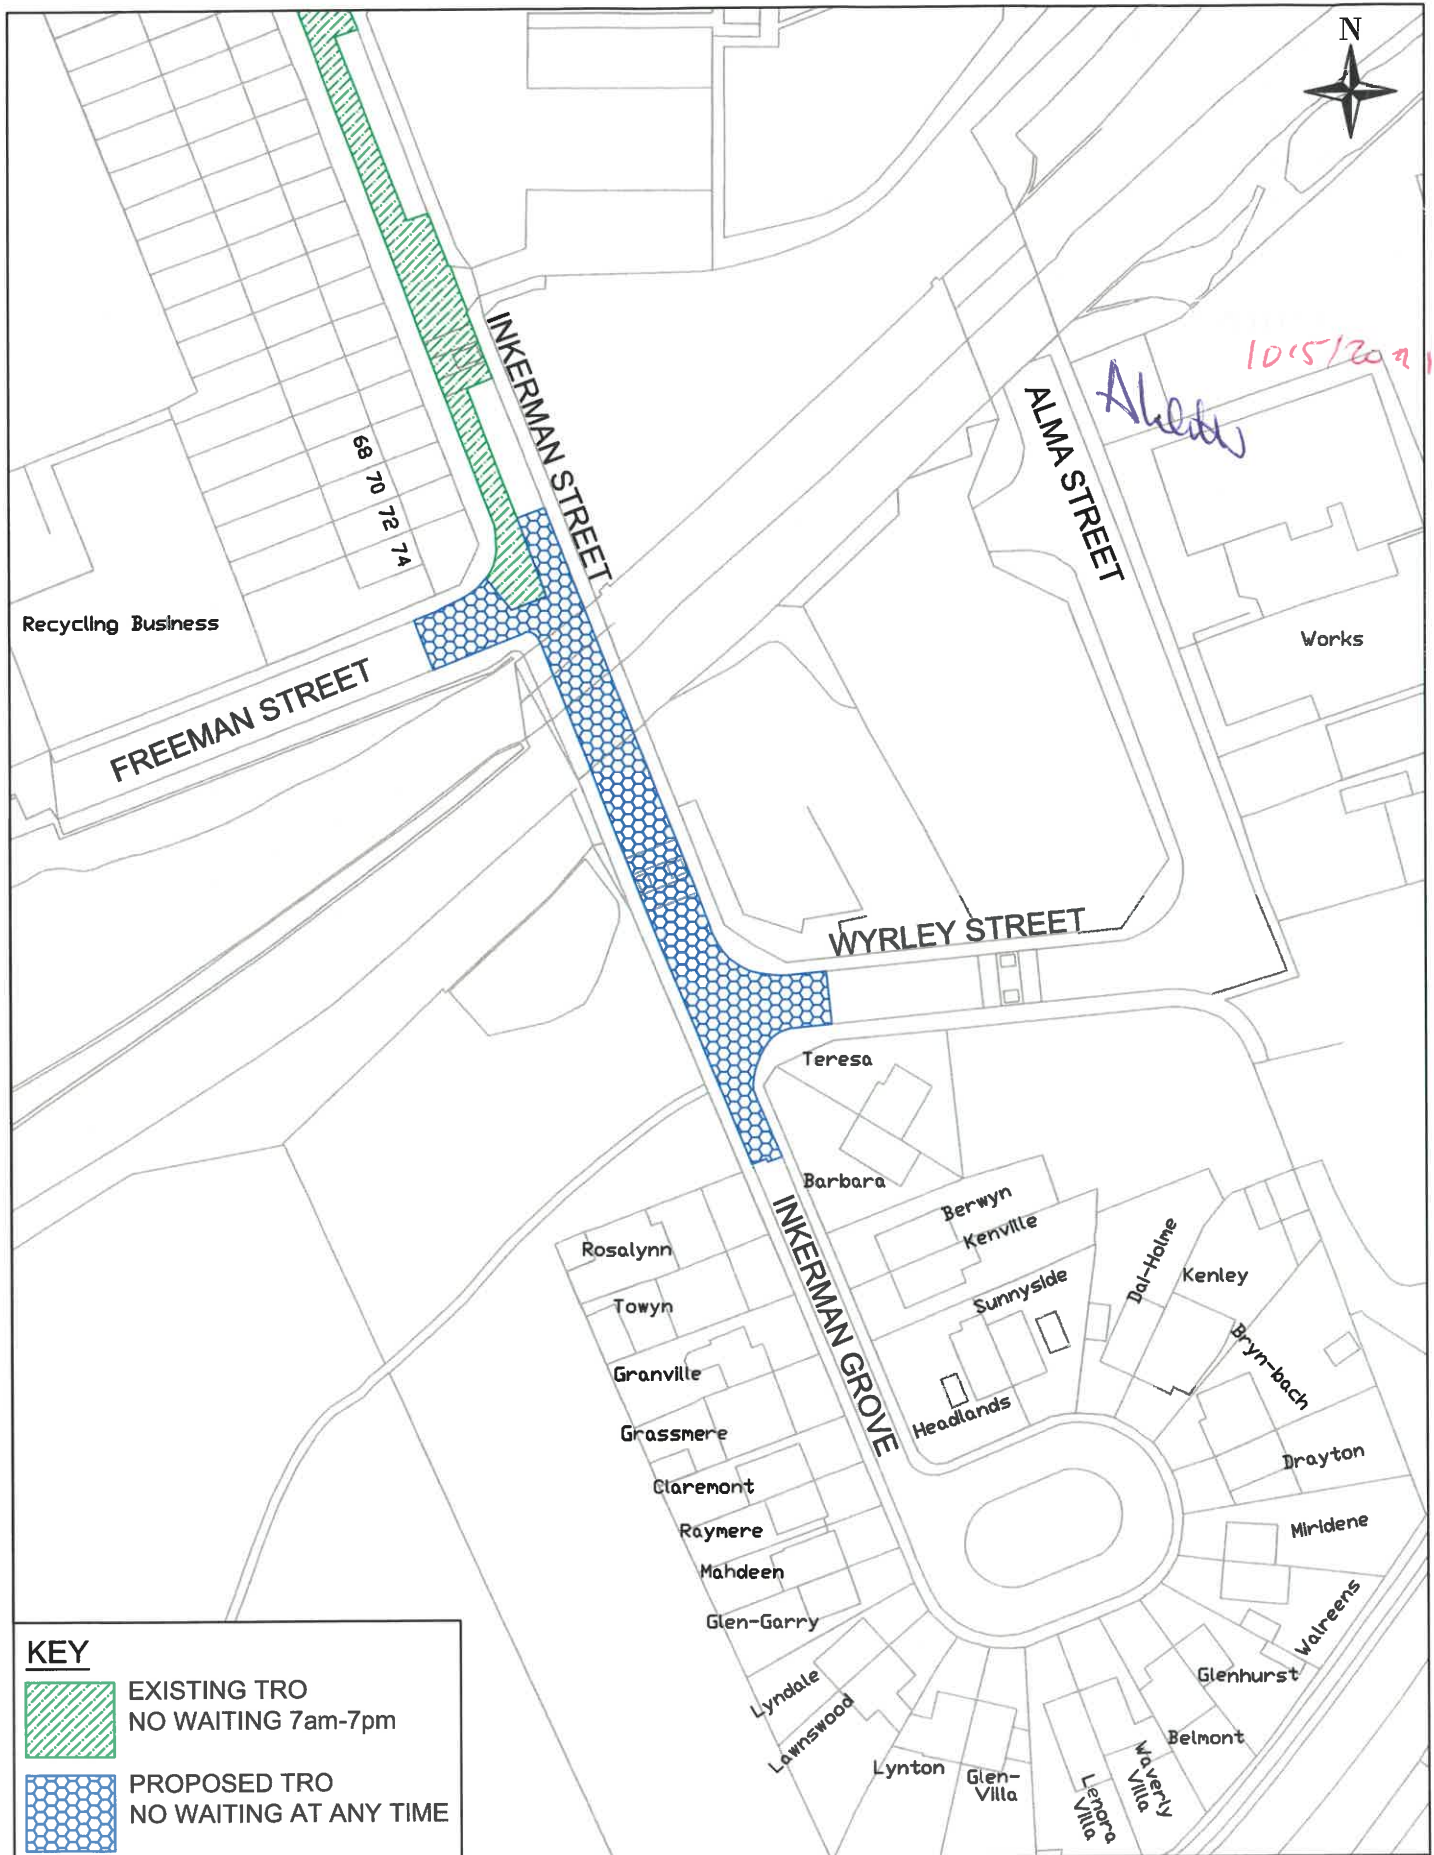 N
INKERMAN STREET
ALMA STREET
68
70
72
74
Recycling Business
Works
FREEMAN STREET
WYRLEY STREET
Teresa
Barbara
Berwyn
Kenville
Sunnyside
Headlands
Dal-Holme
Kenley
Bryn-bach
Drayton
Miridene
Walreens
Glenhurst
Belmont
Waverly
Villa
Lenora
Villa
Glen-
Villa
Lynton
Lawnswood
Lyndale
Glen-Garry
Mahdeen
Raymere
Claremont
Grassmere
Granville
Towyn
Rosalynn
INKERMAN GROVE
KEY
EXISTING TRO
NO WAITING 7am-7pm
PROPOSED TRO
NO WAITING AT ANY TIME